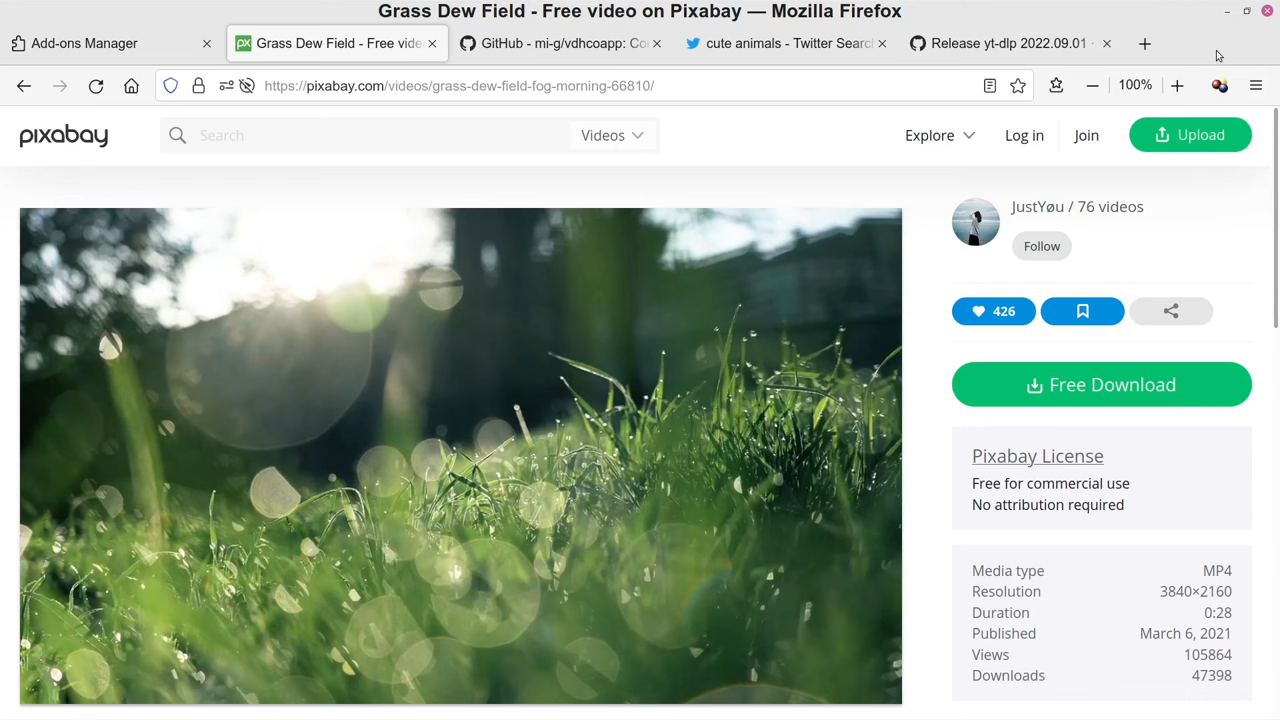 Grass Dew Field - Free video on Pixabay — Mozilla Firefox
Add-ons Manager
Grass Dew Field - Free vide
GitHub - mi-g/vdhcoapp: Co
cute animals - Twitter Searc
Release yt-dlp 2022.09.01 ·
https://pixabay.com/videos/grass-dew-field-fog-morning-66810/
100%
pixabay
Search
Videos
Explore
Log in
Join
Upload
JustYøu / 76 videos
Follow
426
Free Download
Pixabay License
Free for commercial use
No attribution required
Media type MP4
Resolution 3840×2160
Duration 0:28
Published March 6, 2021
Views 105864
Downloads 47398